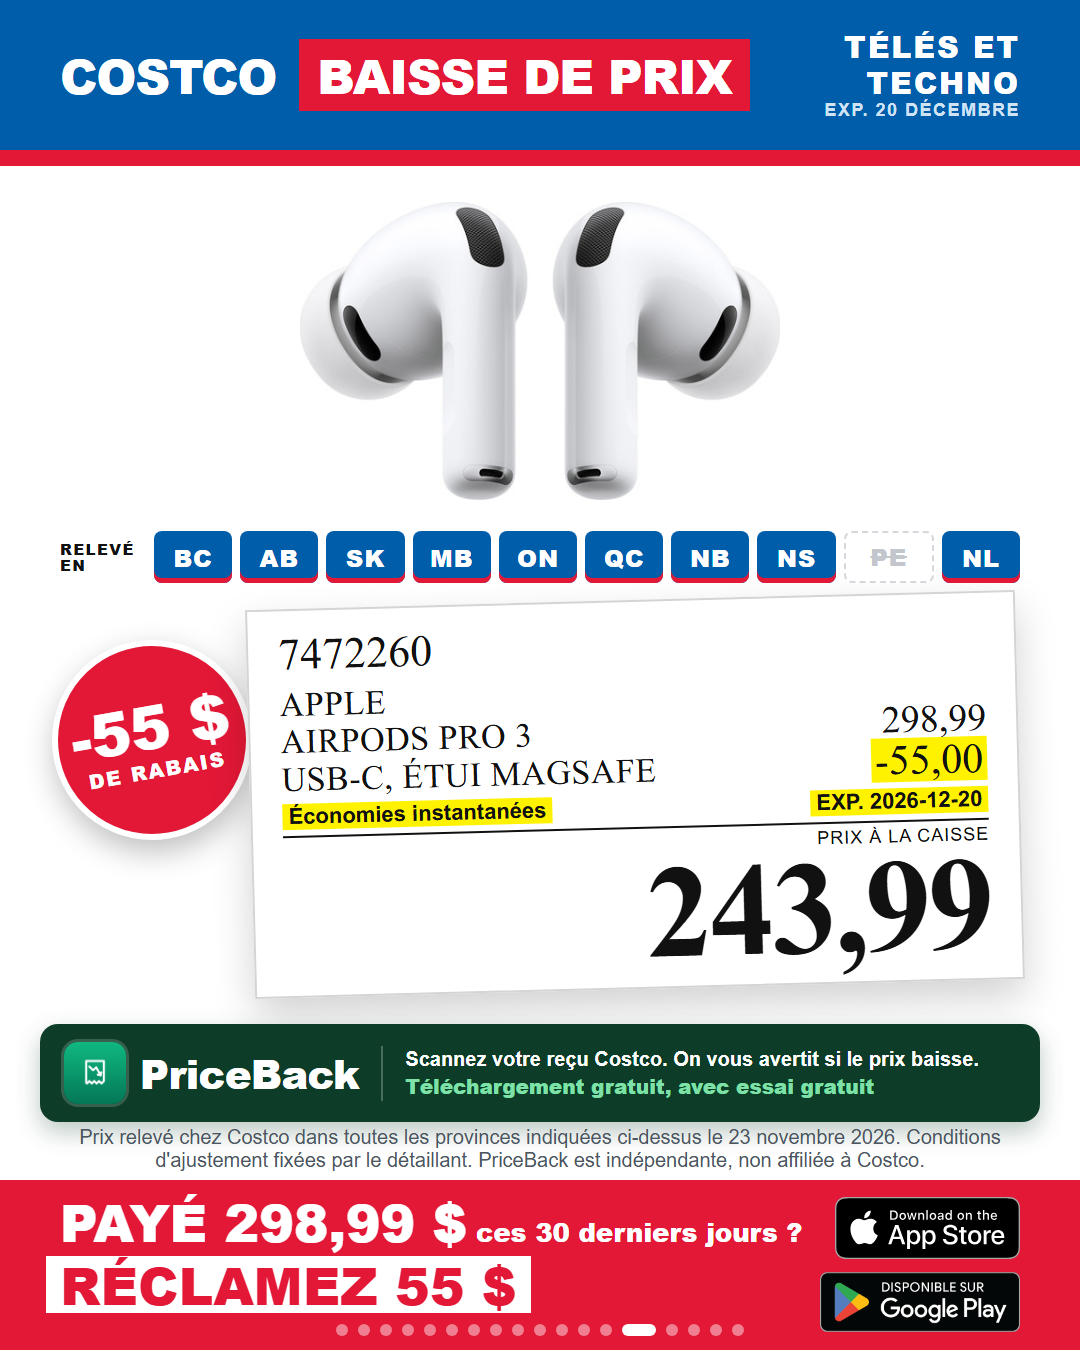 COSTCO BAISSE DE PRIX
TÉLÉS ET
TECHNO
EXP. 20 DÉCEMBRE
RELEVÉ
EN
BC AB SK MB ON QC NB NS PE NL
-55 $
DE RABAIS
7472260
APPLE
AIRPODS PRO 3
USB-C, ÉTUI MAGSAFE
Économies instantanées
298,99
-55,00
EXP. 2026-12-20
PRIX À LA CAISSE
243,99
PriceBack
Scannez votre reçu Costco. On vous avertit si le prix baisse.
Téléchargement gratuit, avec essai gratuit
Prix relevé chez Costco dans toutes les provinces indiquées ci-dessus le 23 novembre 2026. Conditions
d'ajustement fixées par le détaillant. PriceBack est indépendante, non affiliée à Costco.
PAYÉ 298,99 $ ces 30 derniers jours ?
RÉCLAMEZ 55 $
Download on the
App Store
DISPONIBLE SUR
Google Play